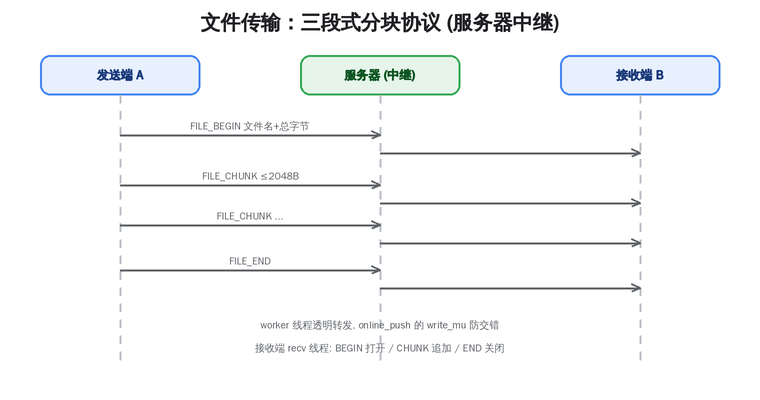 文件传输：三段式分块协议 (服务器中继)
发送端 A
服务器 (中继)
接收端 B
FILE_BEGIN 文件名+总字节
FILE_CHUNK ≤2048B
FILE_CHUNK ...
FILE_END
worker 线程透明转发, online_push 的 write_mu 防交错
接收端 recv 线程: BEGIN 打开 / CHUNK 追加 / END 关闭